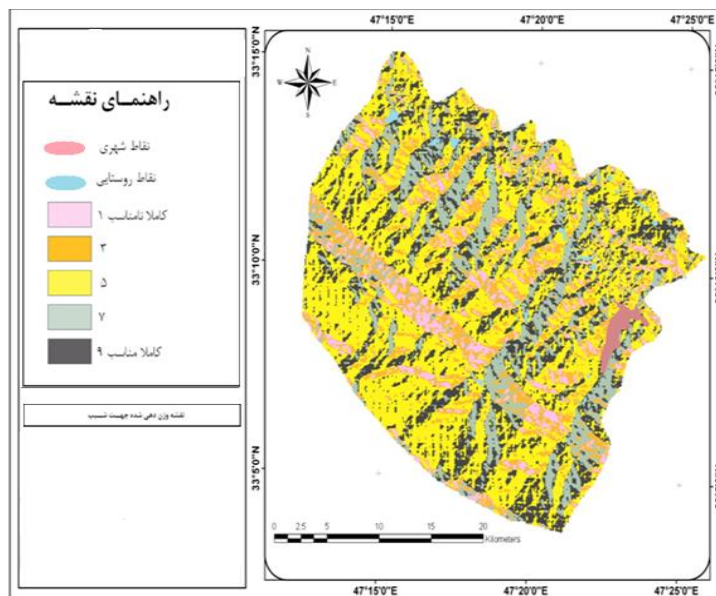 47°15'0"E 47°20'0"E 47°25'0"E
33°15'0"N
33°10'0"N
33°5'0"N
N
W E
S
راهنمای نقشه
نقاط شهری
نقاط روستایی
کاملا نامناسب ۱
۳
۵
۷
کاملا مناسب ۹
نقشه وزن دهی شده جهت شیب
0 2.5 5 10 15 20
Kilometers
47°15'0"E 47°20'0"E 47°25'0"E